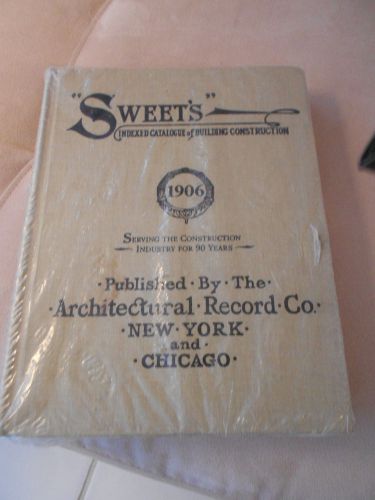 "SWEET'S"
INDEXED CATALOGUE of BUILDING CONSTRUCTION
1906
SERVING THE CONSTRUCTION
INDUSTRY FOR 90 YEARS
·Published·By·The·
·Architectural·Record·Co.·
·NEW·YORK·
and
·CHICAGO·